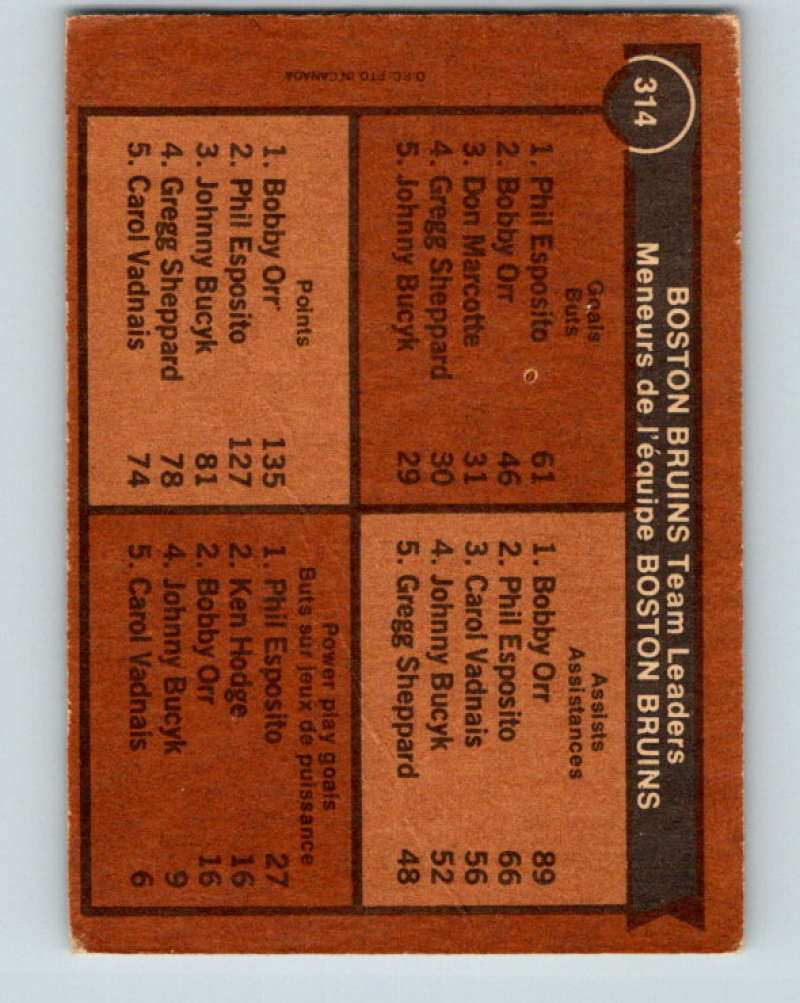 314
BOSTON BRUINS Team Leaders
Meneurs de l'équipe BOSTON BRUINS
Goals
Buts
1. Phil Esposito 61
2. Bobby Orr 46
3. Don Marcotte 31
4. Gregg Sheppard 30
5. Johnny Bucyk 29
Assists
Assistances
1. Bobby Orr 89
2. Phil Esposito 66
3. Carol Vadnais 56
4. Johnny Bucyk 52
5. Gregg Sheppard 48
Points
1. Bobby Orr 135
2. Phil Esposito 127
3. Johnny Bucyk 81
4. Gregg Sheppard 78
5. Carol Vadnais 74
Power play goals
Buts sur jeux de puissance
1. Phil Esposito 27
2. Ken Hodge 16
2. Bobby Orr 16
4. Johnny Bucyk 9
5. Carol Vadnais 6
O.P.C. PTD. IN CANADA